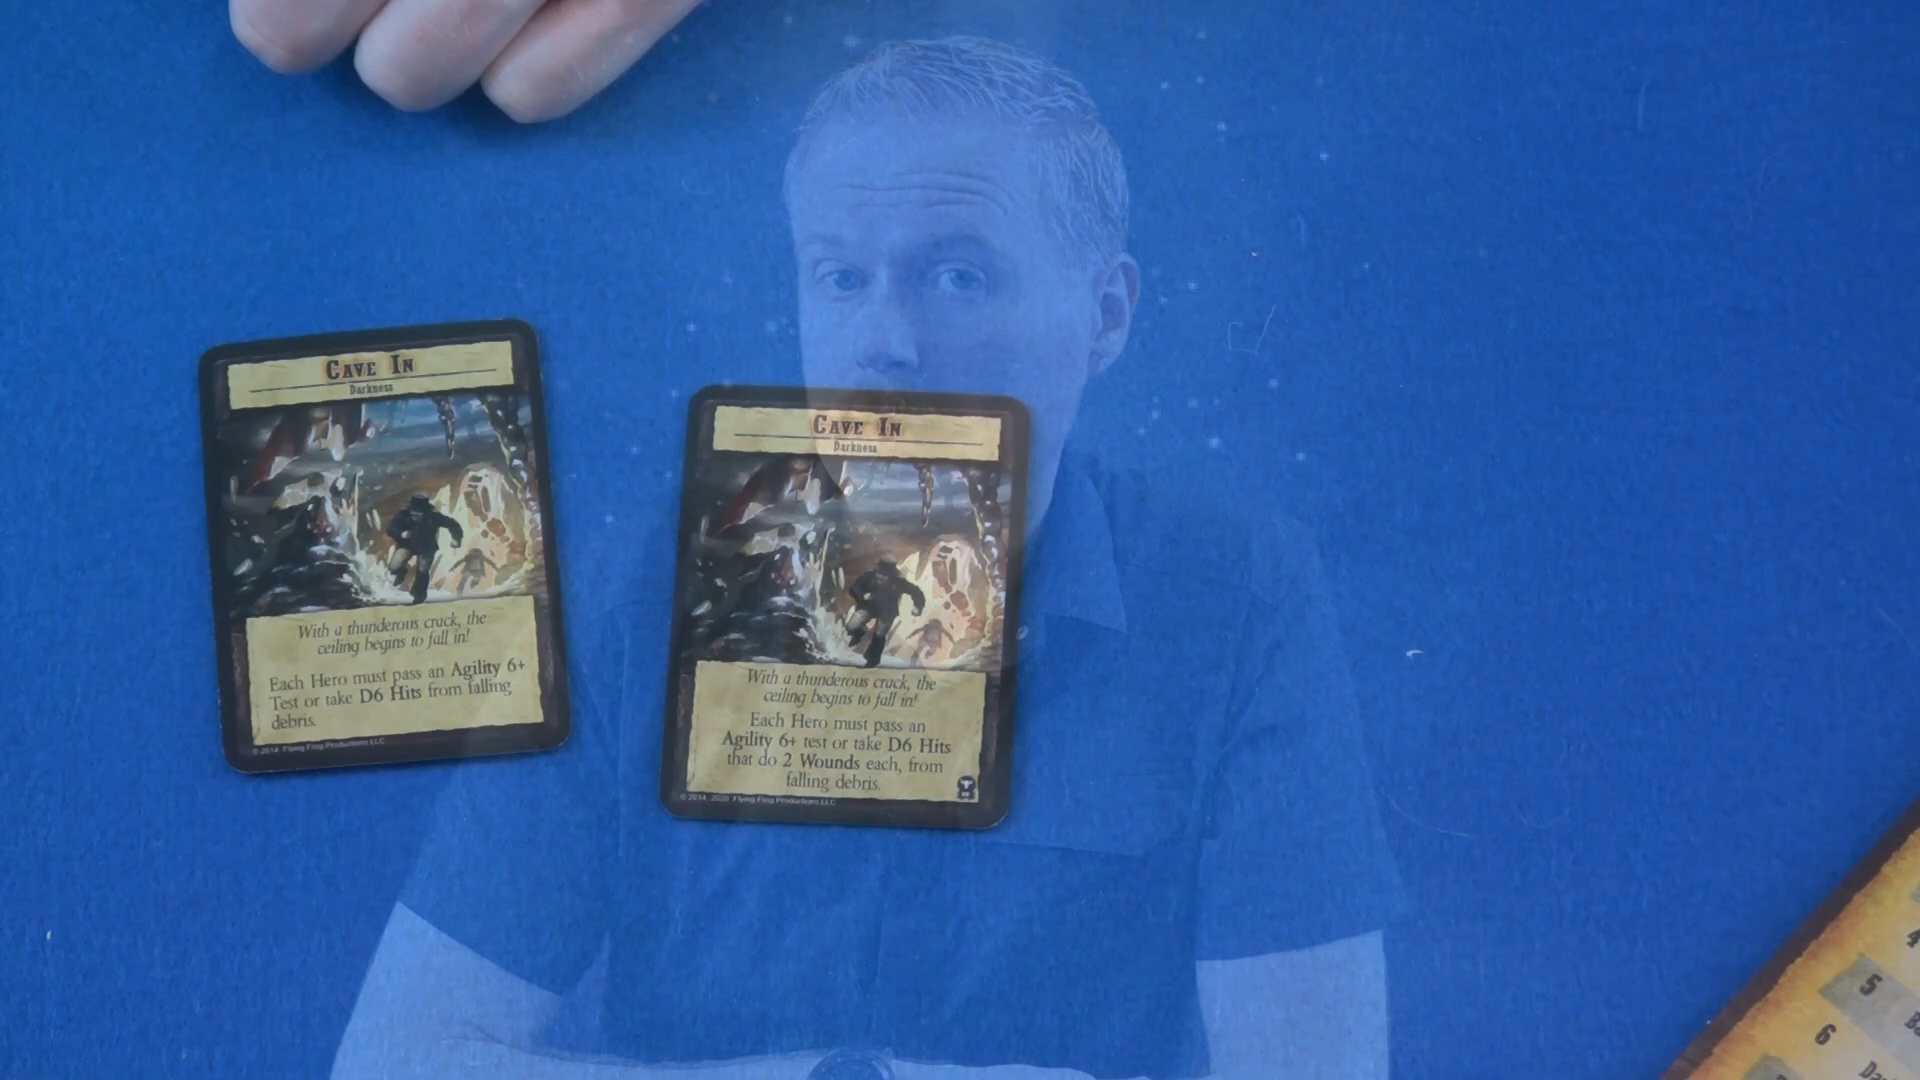 Cave In
Darkness
With a thunderous crack, the
ceiling begins to fall in!
Each Hero must pass an Agility 6+
Test or take D6 Hits from falling
debris.
© 2014 Flying Frog Productions LLC
Cave In
Darkness
With a thunderous crack, the
ceiling begins to fall in!
Each Hero must pass an
Agility 6+ test or take D6 Hits
that do 2 Wounds each, from
falling debris.
© 2014, 2020 Flying Frog Productions LLC
4
5
6